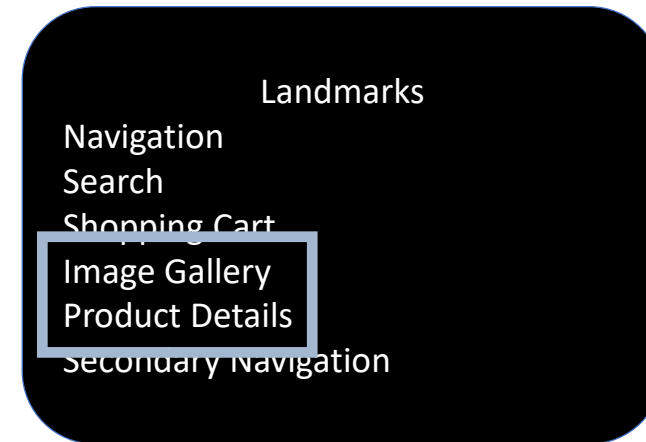 Landmarks
Navigation
Search
Shopping Cart
Image Gallery
Product Details
Secondary Navigation